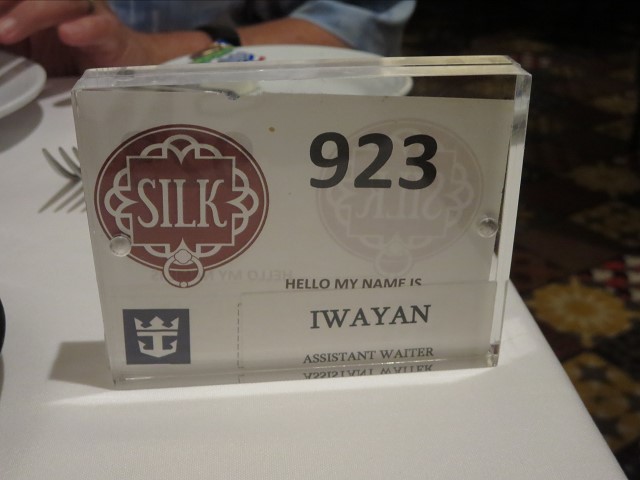 SILK
923
HELLO MY NAME IS
IWAYAN
ASSISTANT WAITER